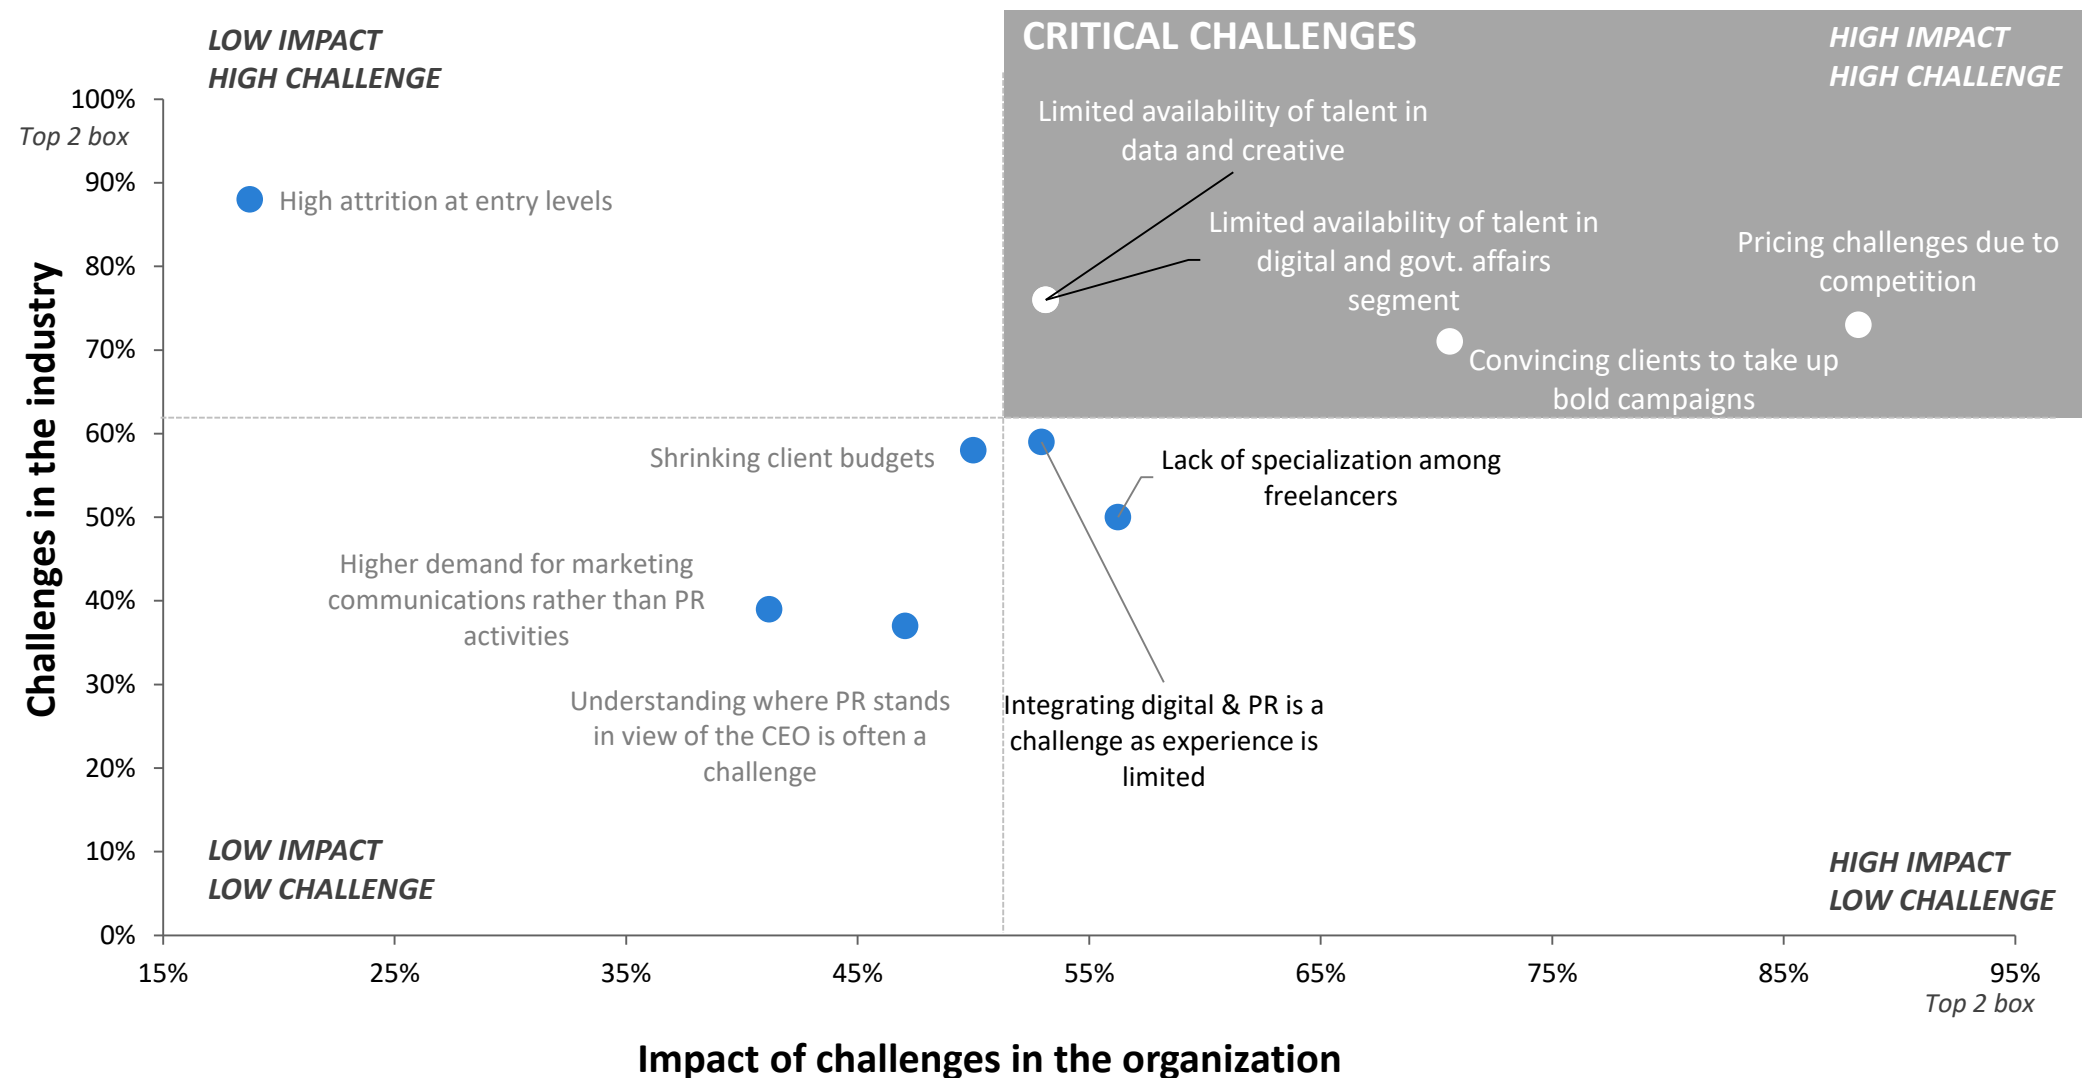 LOW IMPACT
HIGH CHALLENGE
CRITICAL CHALLENGES
HIGH IMPACT
HIGH CHALLENGE
100%
Top 2 box
90%
80%
70%
60%
50%
40%
30%
20%
10%
0%
Challenges in the industry
Limited availability of talent in
data and creative
High attrition at entry levels
Limited availability of talent in
digital and govt. affairs
segment
Pricing challenges due to
competition
Convincing clients to take up
bold campaigns
Shrinking client budgets
Lack of specialization among
freelancers
Higher demand for marketing
communications rather than PR
activities
Understanding where PR stands
in view of the CEO is often a
challenge
Integrating digital & PR is a
challenge as experience is
limited
LOW IMPACT
LOW CHALLENGE
HIGH IMPACT
LOW CHALLENGE
15%
25%
35%
45%
55%
65%
75%
85%
95%
Top 2 box
Impact of challenges in the organization